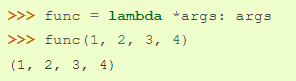 >>> func = lambda *args: args
>>> func(1, 2, 3, 4)
(1, 2, 3, 4)